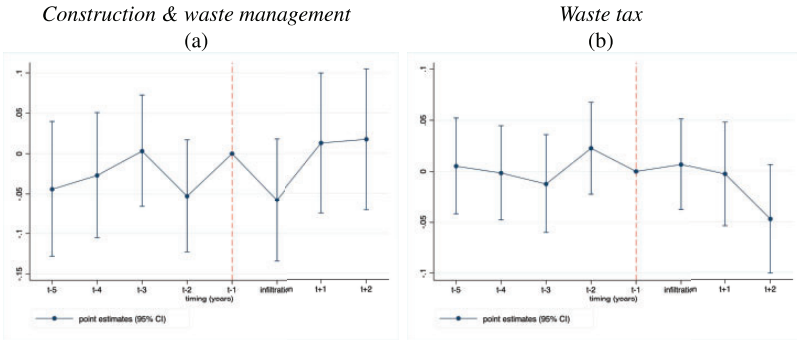 Construction & waste management
(a)
.1
.05
0
-.05
-.1
-.15
t-5 t-4 t-3 t-2 t-1 infiltration t+1 t+2
timing (years)
point estimates (95% CI)
Waste tax
(b)
.1
.05
0
-.05
-.1
t-5 t-4 t-3 t-2 t-1 infiltration t+1 t+2
timing (years)
point estimates (95% CI)